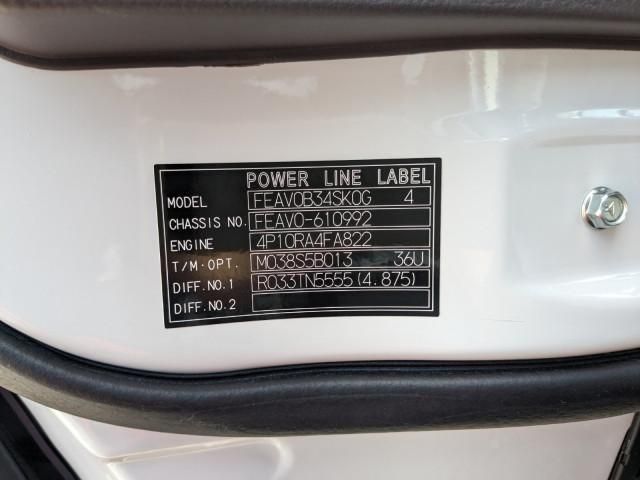 POWER LINE LABEL
MODEL FEAV0B34SK0G 4
CHASSIS NO. FEAV0-610992
ENGINE 4P10RA4FA822
T/M·OPT. M038S5B013 36U
DIFF.NO.1 R033TN5555(4.875)
DIFF.NO.2